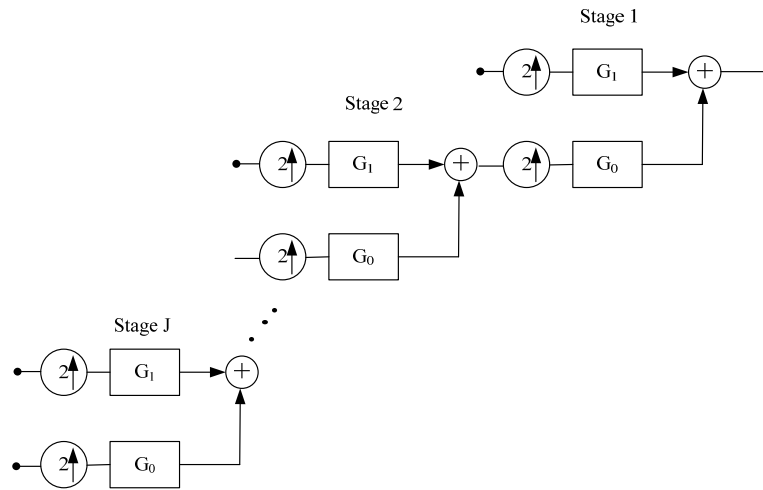 Stage 1
2 G₁ +
Stage 2
2 G₁ + 2 G₀
2 G₀
Stage J
2 G₁ +
2 G₀